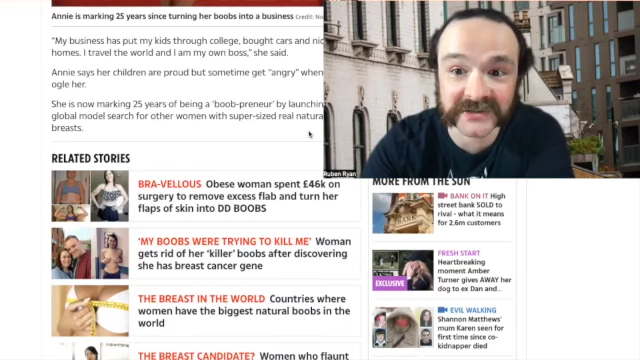 Annie is marking 25 years since turning her boobs into a business
"My business has put my kids through college, bought cars and
homes. I travel the world and I am my own boss," she said.
Annie says her children are proud but sometime get "angry" when
ogle her.
She is now marking 25 years of being a 'boob-preneur' by launching
global model search for other women with super-sized real
breasts.
RELATED STORIES
BRA-VELLOUS Obese woman spent £46k on
surgery to remove excess flab and turn her
flaps of skin into DD BOOBS
'MY BOOBS WERE TRYING TO KILL ME' Woman
gets rid of her 'killer' boobs after discovering
she has breast cancer gene
THE BREAST IN THE WORLD Countries where
women have the biggest natural boobs in the
world
THE BREAST CANDIDATE? Women who flaunt
Ruben Ryan
MORE FROM THE SUN
BANK ON IT High
street bank SOLD to
rival - what it means
for 2.6m customers
FRESH START
Heartbreaking
moment Amber
Turner gives AWAY her
dog to ex Dan and...
EXCLUSIVE
EVIL WALKING
Shannon Matthews'
mum Karen seen for
first time since co-
kidnapper died